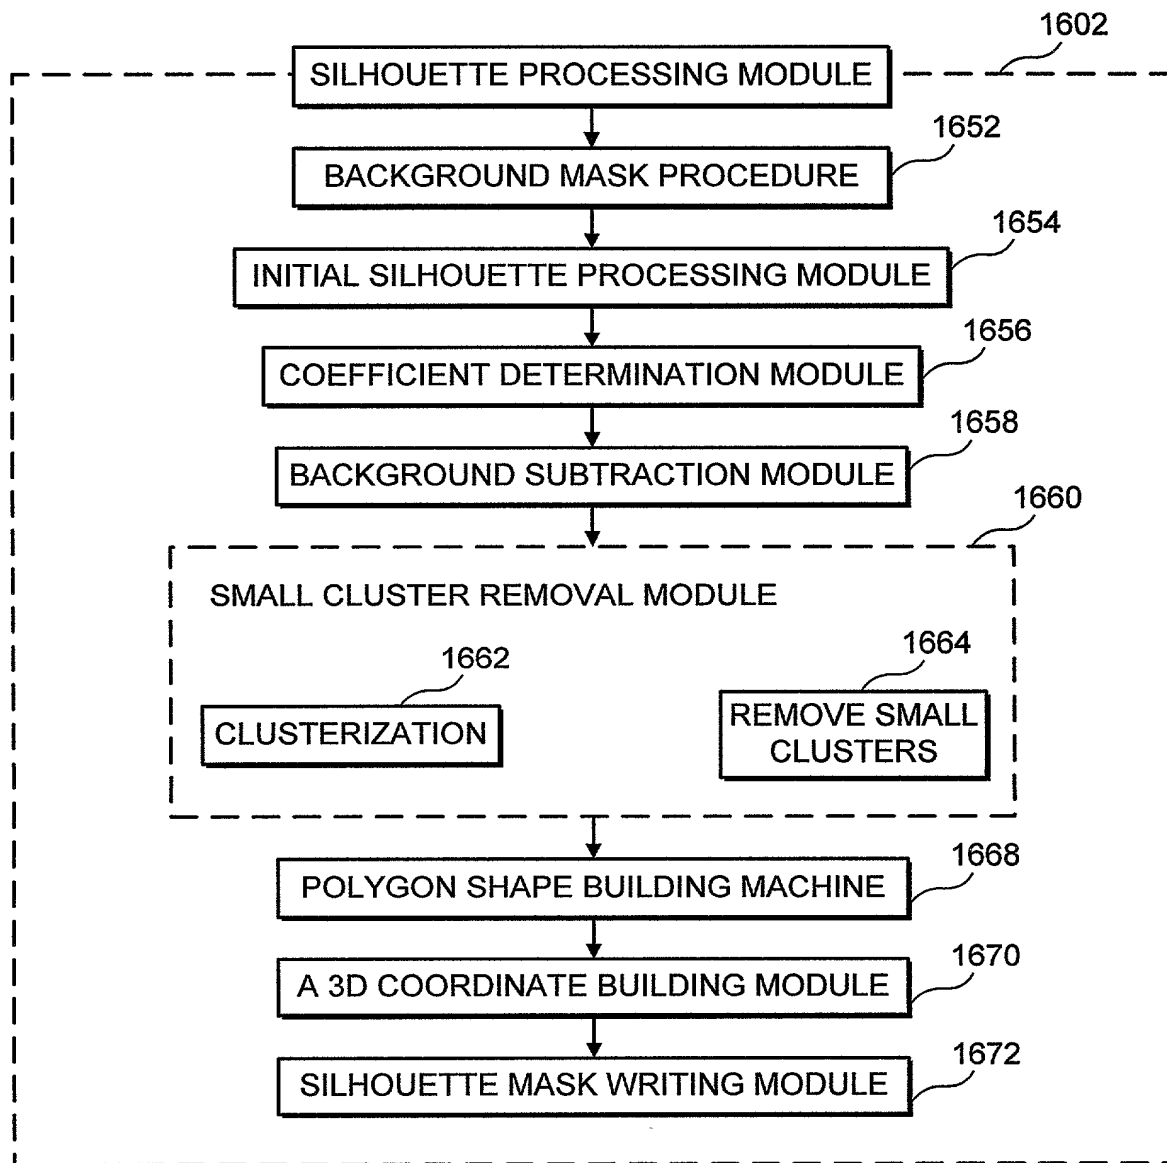 1602
SILHOUETTE PROCESSING MODULE
1652
BACKGROUND MASK PROCEDURE
1654
INITIAL SILHOUETTE PROCESSING MODULE
1656
COEFFICIENT DETERMINATION MODULE
1658
BACKGROUND SUBTRACTION MODULE
1660
SMALL CLUSTER REMOVAL MODULE
1662
CLUSTERIZATION
1664
REMOVE SMALL
CLUSTERS
1668
POLYGON SHAPE BUILDING MACHINE
1670
A 3D COORDINATE BUILDING MODULE
1672
SILHOUETTE MASK WRITING MODULE